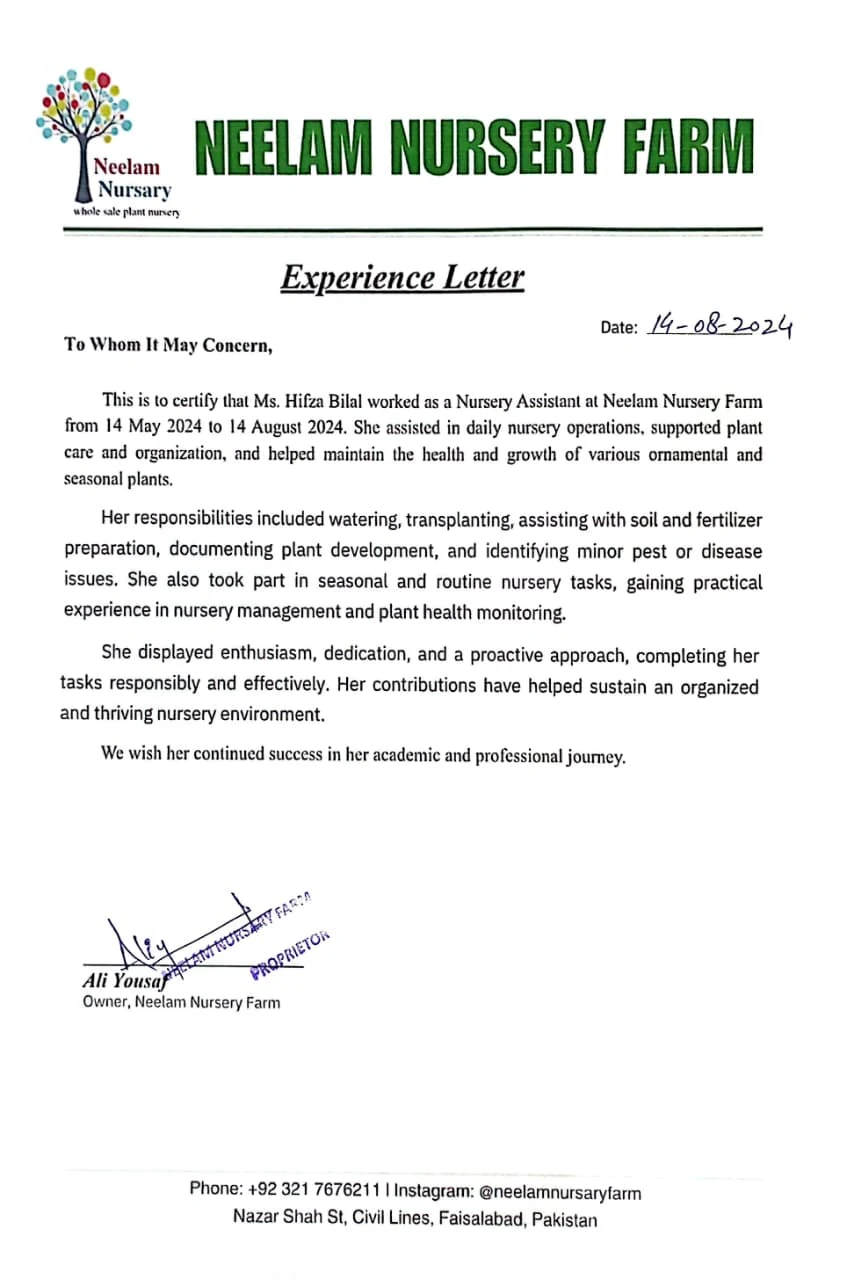 Neelam
Nursary
whole sale plant nursery
NEELAM NURSERY FARM
Experience Letter
Date: 14-08-2024
To Whom It May Concern,
This is to certify that Ms. Hifza Bilal worked as a Nursery Assistant at Neelam Nursery Farm
from 14 May 2024 to 14 August 2024. She assisted in daily nursery operations, supported plant
care and organization, and helped maintain the health and growth of various ornamental and
seasonal plants.
Her responsibilities included watering, transplanting, assisting with soil and fertilizer
preparation, documenting plant development, and identifying minor pest or disease
issues. She also took part in seasonal and routine nursery tasks, gaining practical
experience in nursery management and plant health monitoring.
She displayed enthusiasm, dedication, and a proactive approach, completing her
tasks responsibly and effectively. Her contributions have helped sustain an organized
and thriving nursery environment.
We wish her continued success in her academic and professional journey.
Aliy
NEELAM NURSARY FARM
PROPRIETOR
Ali Yousaf
Owner, Neelam Nursery Farm
Phone: +92 321 7676211 | Instagram: @neelamnursaryfarm
Nazar Shah St, Civil Lines, Faisalabad, Pakistan